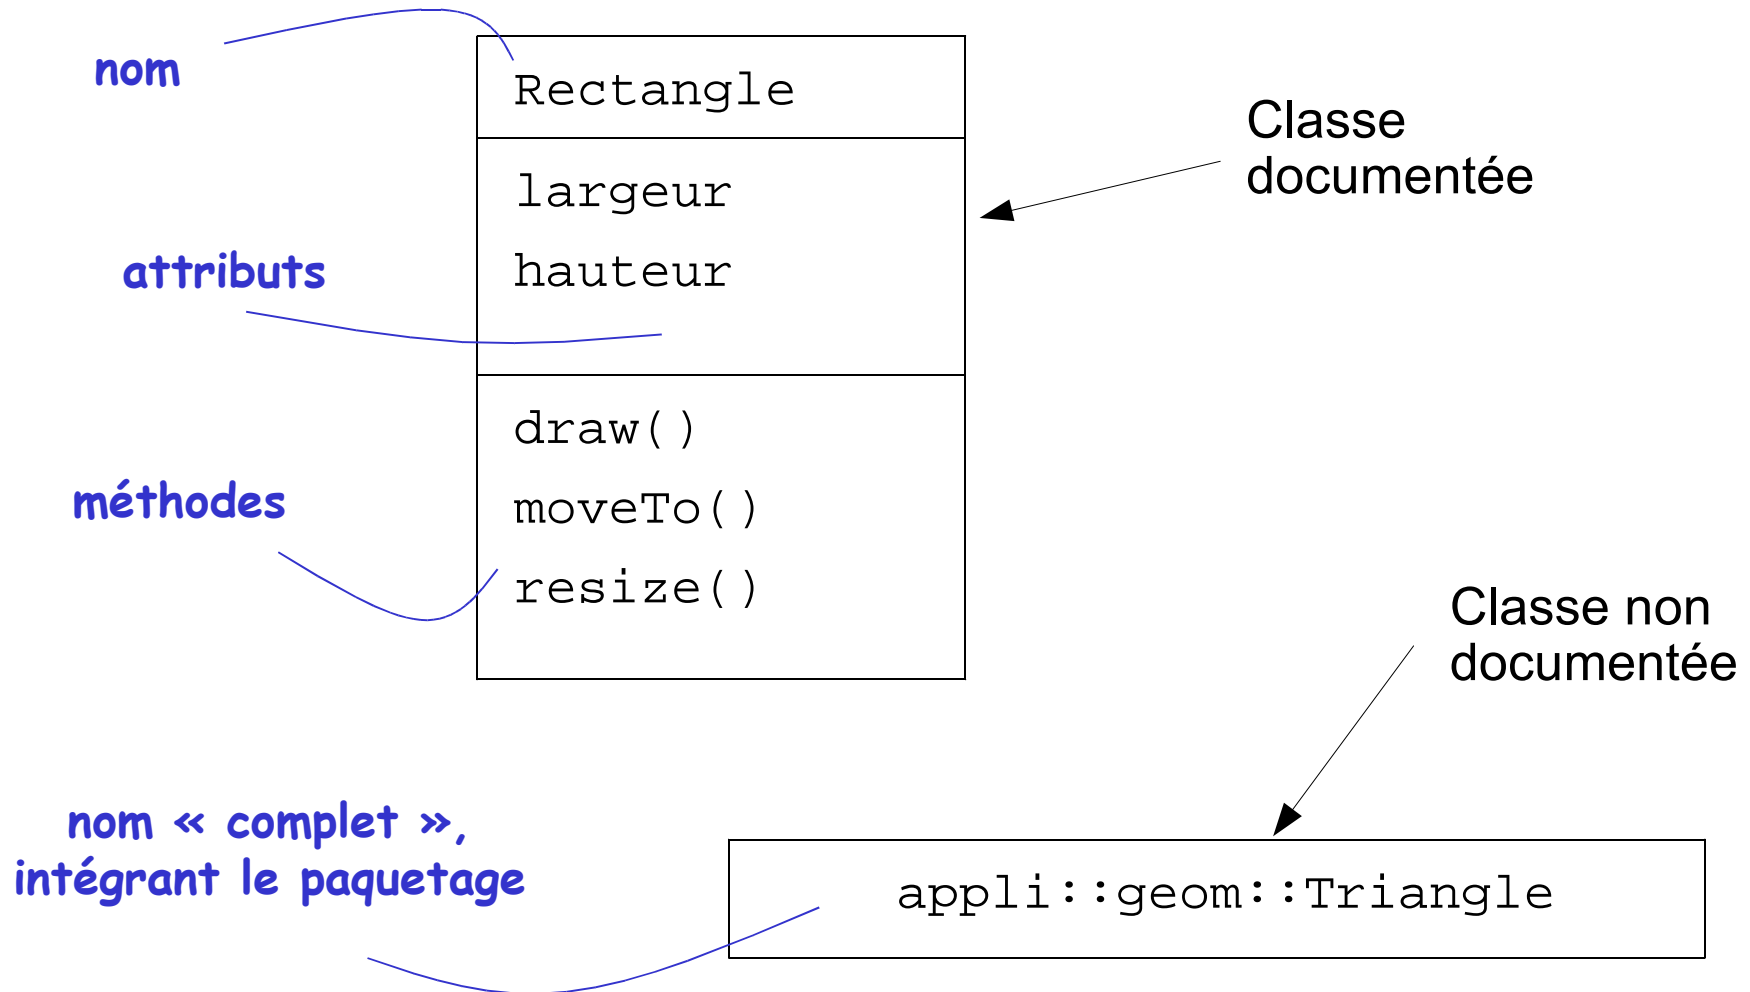 nom
Rectangle
Classe
documentée
largeur
hauteur
attributs
draw()
méthodes
moveTo()
resize()
Classe non
documentée
nom « complet »,
intégrant le paquetage
appli::geom::Triangle